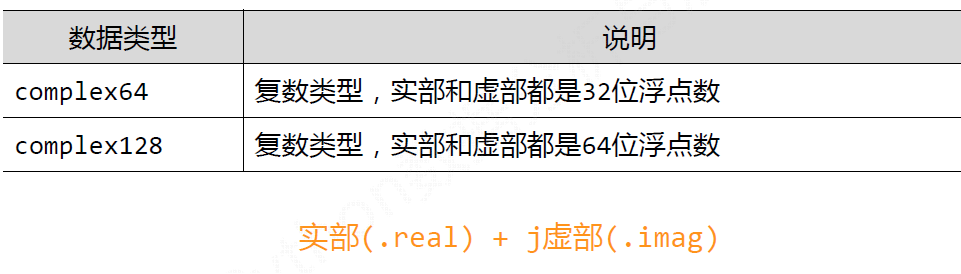 数据类型 说明
complex64 复数类型，实部和虚部都是32位浮点数
complex128 复数类型，实部和虚部都是64位浮点数
实部(.real) + j虚部(.imag)